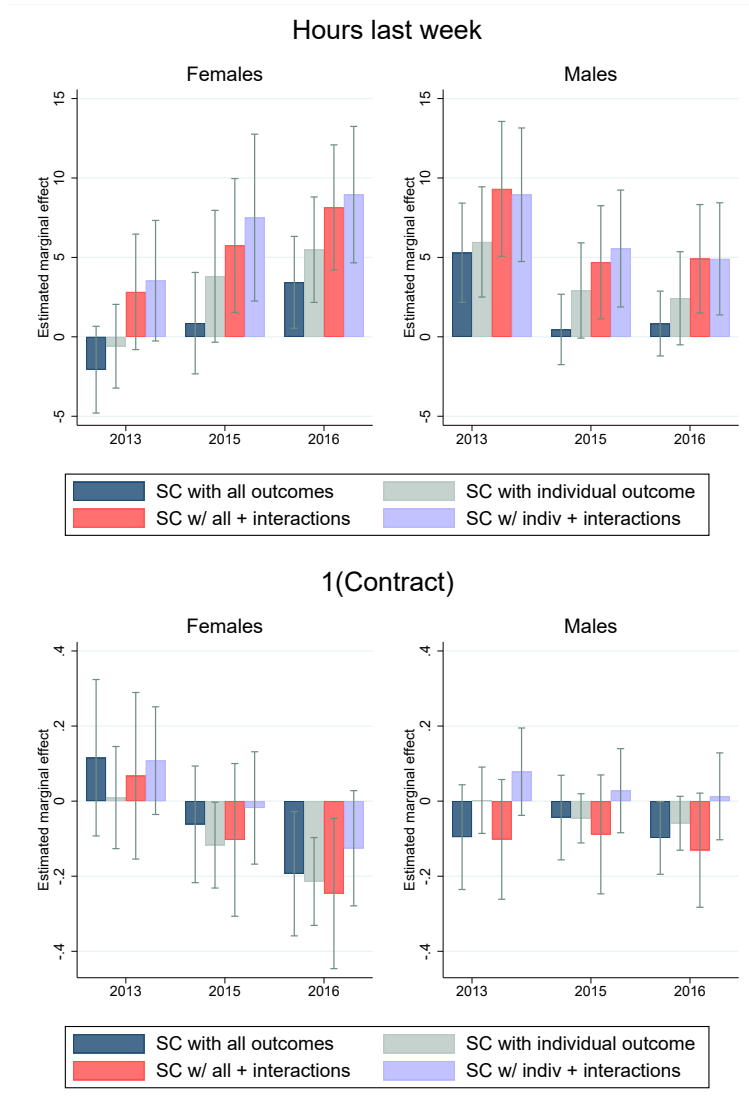 Hours last week
Females
Males
Estimated marginal effect
15
10
5
0
-5
2013
2015
2016
Estimated marginal effect
15
10
5
0
-5
2013
2015
2016
SC with all outcomes
SC with individual outcome
SC w/ all + interactions
SC w/ indiv + interactions
1(Contract)
Females
Males
Estimated marginal effect
.4
.2
0
-.2
-.4
2013
2015
2016
Estimated marginal effect
.4
.2
0
-.2
-.4
2013
2015
2016
SC with all outcomes
SC with individual outcome
SC w/ all + interactions
SC w/ indiv + interactions